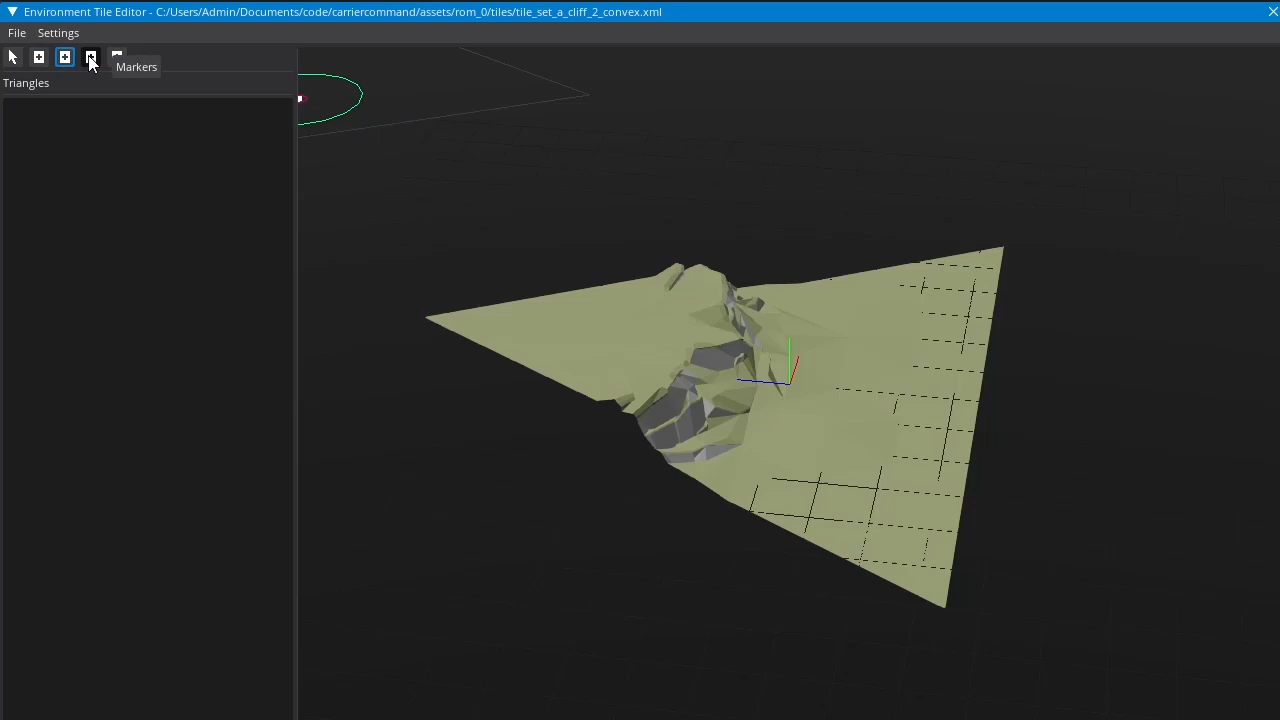 Environment Tile Editor - C:/Users/Admin/Documents/code/carriercommand/assets/rom_0/tiles/tile_set_a_cliff_2_convex.xml
File Settings
Markers
Triangles